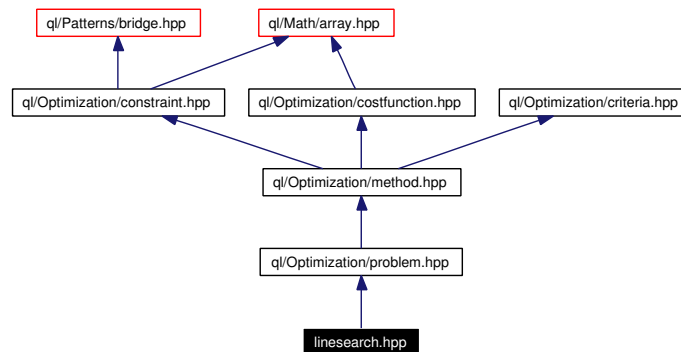 ql/Patterns/bridge.hpp
ql/Math/array.hpp
ql/Optimization/constraint.hpp
ql/Optimization/costfunction.hpp
ql/Optimization/criteria.hpp
ql/Optimization/method.hpp
ql/Optimization/problem.hpp
linesearch.hpp